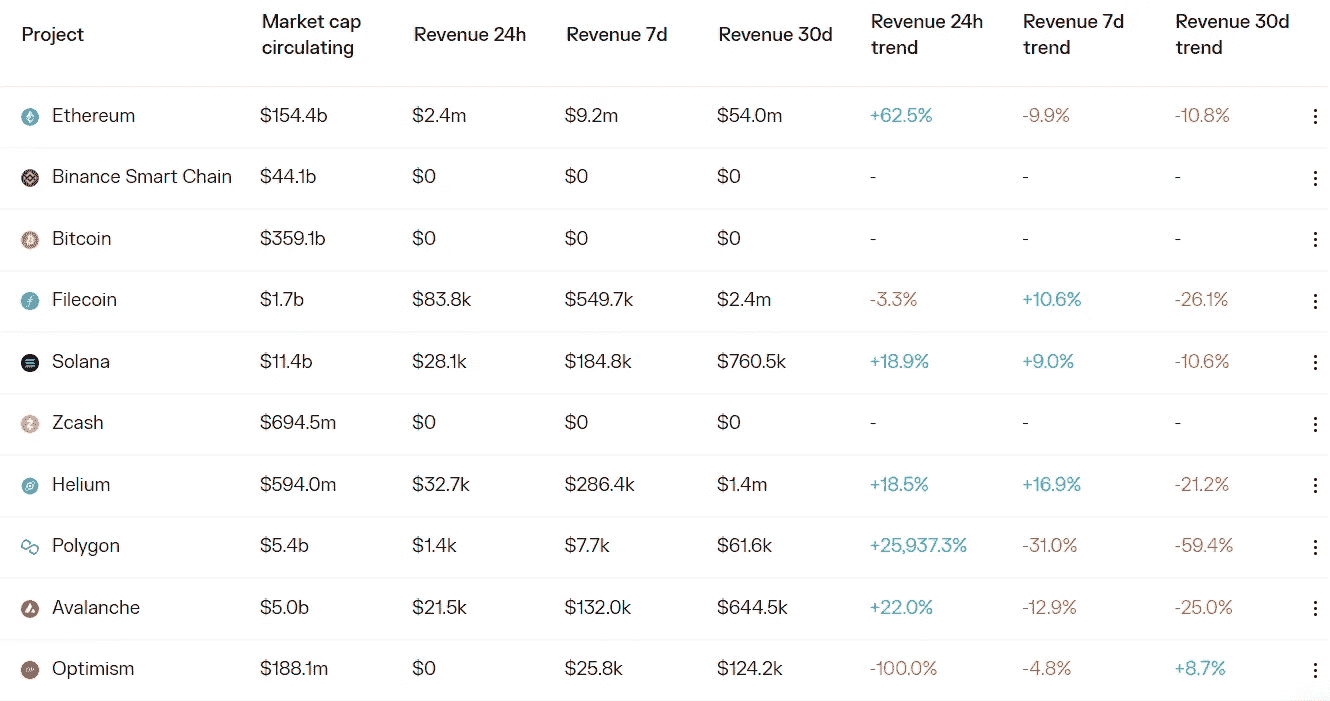 Project Market cap circulating Revenue 24h Revenue 7d Revenue 30d Revenue 24h trend Revenue 7d trend Revenue 30d trend
Ethereum $154.4b $2.4m $9.2m $54.0m +62.5% -9.9% -10.8%
Binance Smart Chain $44.1b $0 $0 $0 - - -
Bitcoin $359.1b $0 $0 $0 - - -
Filecoin $1.7b $83.8k $549.7k $2.4m -3.3% +10.6% -26.1%
Solana $11.4b $28.1k $184.8k $760.5k +18.9% +9.0% -10.6%
Zcash $694.5m $0 $0 $0 - - -
Helium $594.0m $32.7k $286.4k $1.4m +18.5% +16.9% -21.2%
Polygon $5.4b $1.4k $7.7k $61.6k +25,937.3% -31.0% -59.4%
Avalanche $5.0b $21.5k $132.0k $644.5k +22.0% -12.9% -25.0%
Optimism $188.1m $0 $25.8k $124.2k -100.0% -4.8% +8.7%